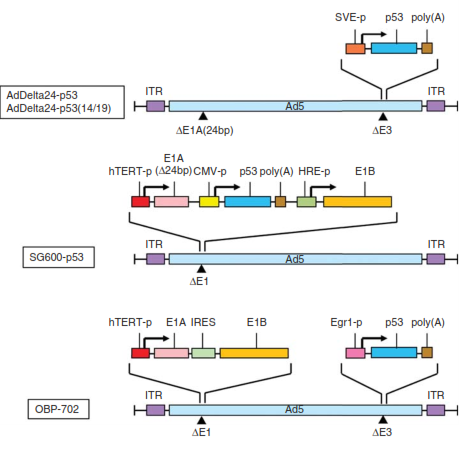 SVE-p p53 poly(A)
AdDelta24-p53
AdDelta24-p53(14/19)
ITR ITR
Ad5
ΔE1A(24bp) ΔE3
E1A
hTERT-p (Δ24bp) CMV-p p53 poly(A) HRE-p E1B
ITR ITR
SG600-p53
Ad5
ΔE1
hTERT-p E1A IRES E1B Egr1-p p53 poly(A)
ITR ITR
OBP-702
Ad5
ΔE1 ΔE3